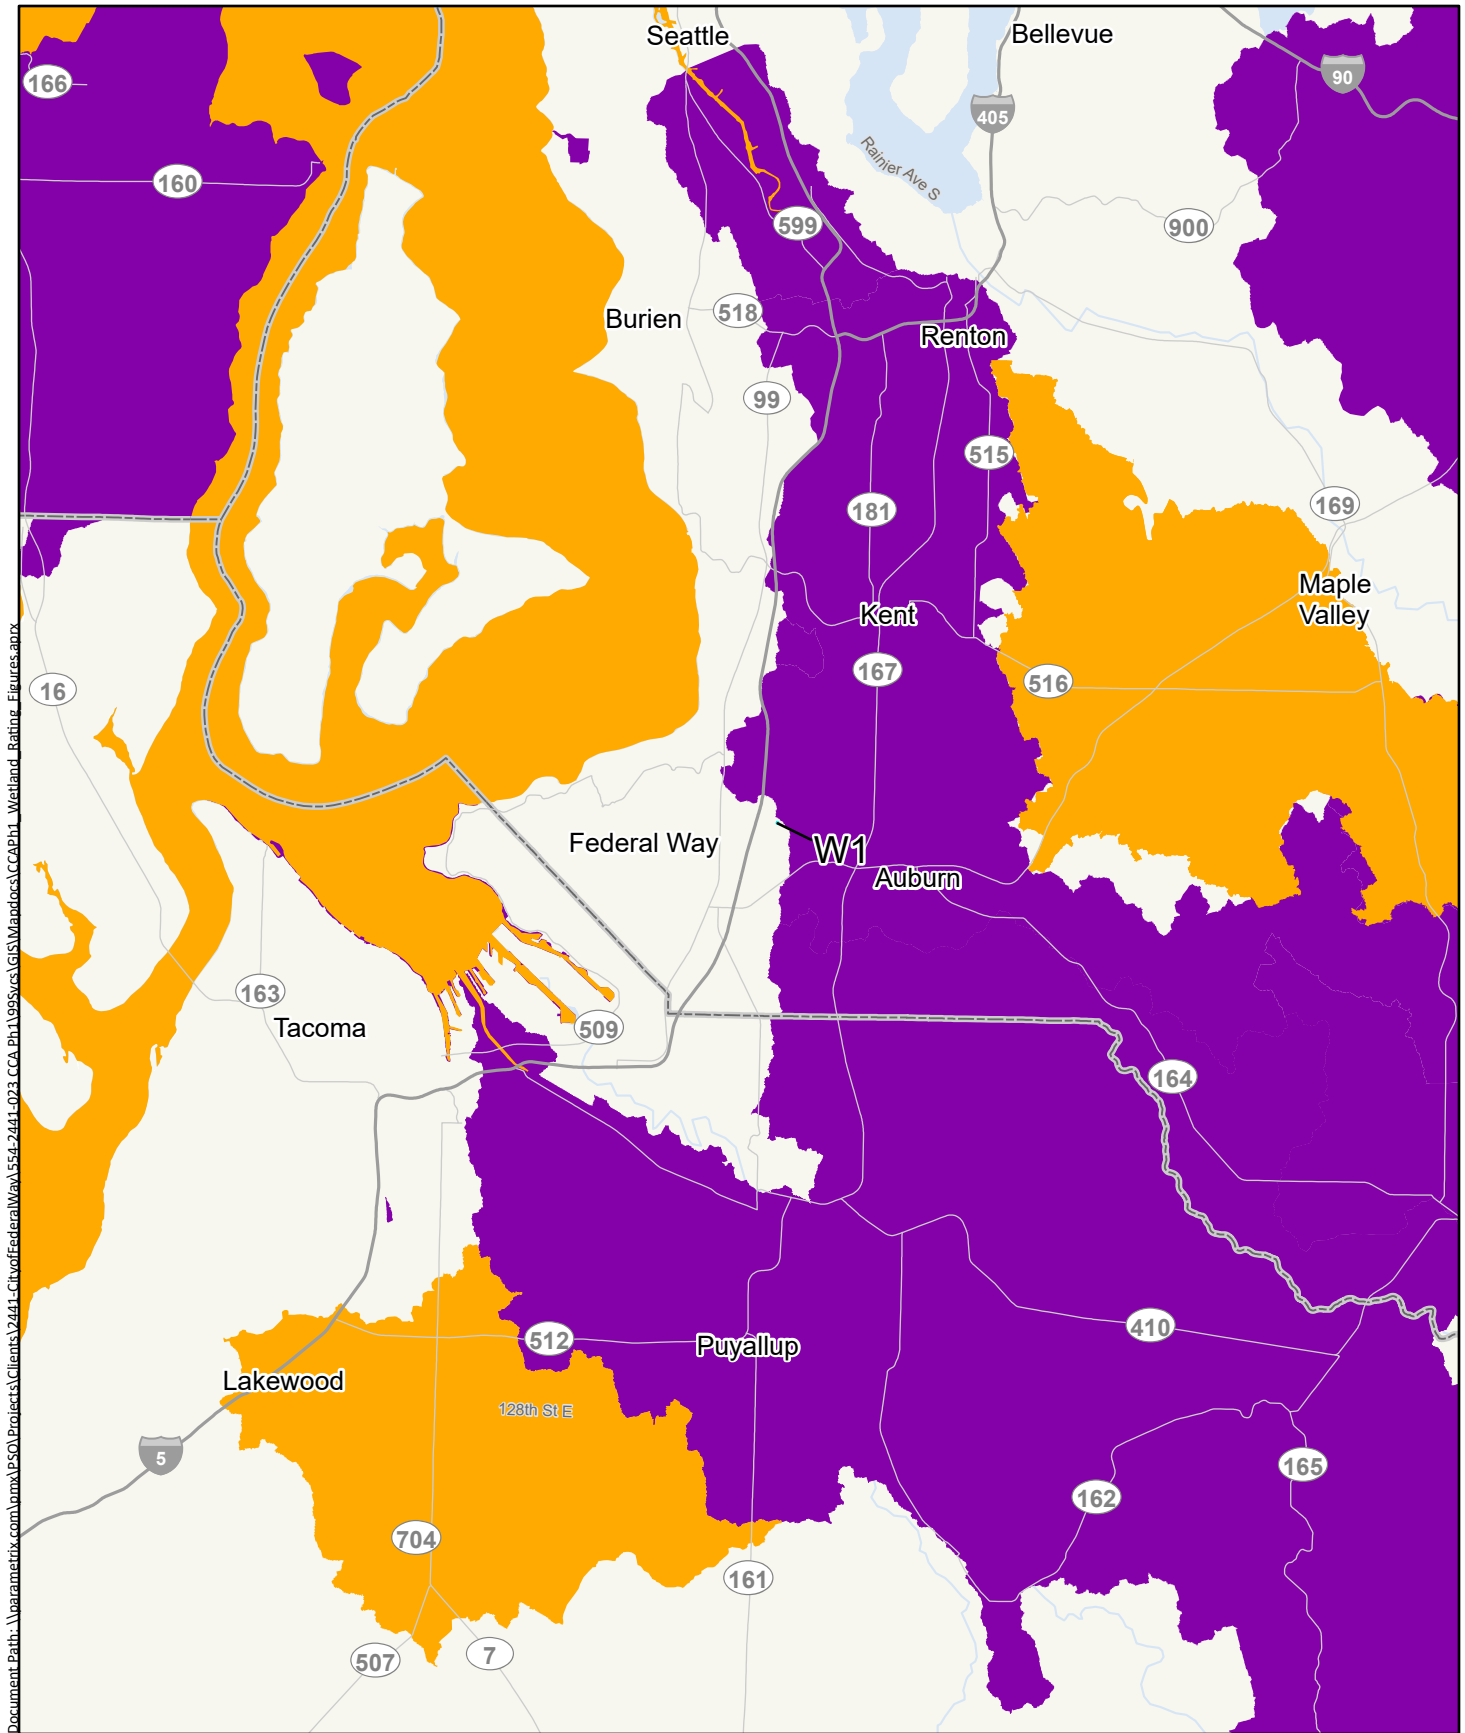 Seattle
Bellevue
166
90
405
Rainier Ave S
160
599
900
518
Burien
Renton
99
515
169
181
Maple
Valley
Kent
167
516
16
Federal Way
W1
Auburn
163
Tacoma
509
164
410
512
Puyallup
Lakewood
128th St E
5
165
162
704
161
7
507
Document Path: \\parametrix.com\pmx\PSO\Projects\Clients\2441-CityofFederalWay\554-2441-023 CCA Ph1\99Svcs\GIS\Mapdocs\CCAPh1_Wetland_Rating_Figures.aprx